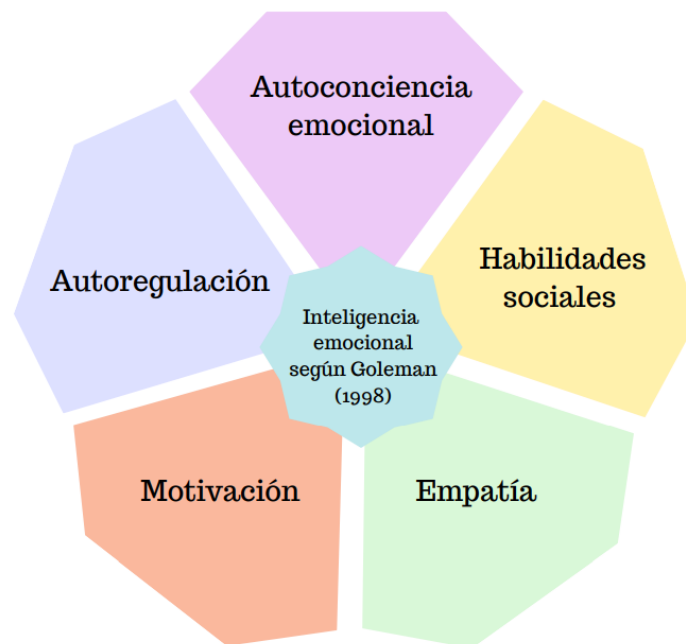 Autoconciencia
emocional
Habilidades
sociales
Autoregulación
Inteligencia
emocional
según Goleman
(1998)
Motivación
Empatía